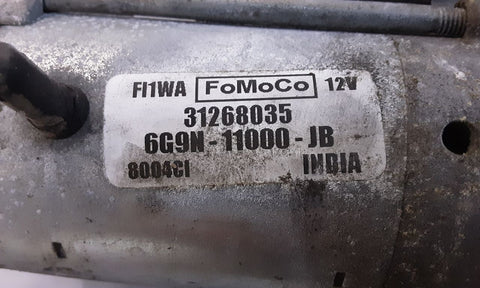 FI1WA FoMoCo 12V
31268035
6G9N-11000-JB
8004CI INDIA